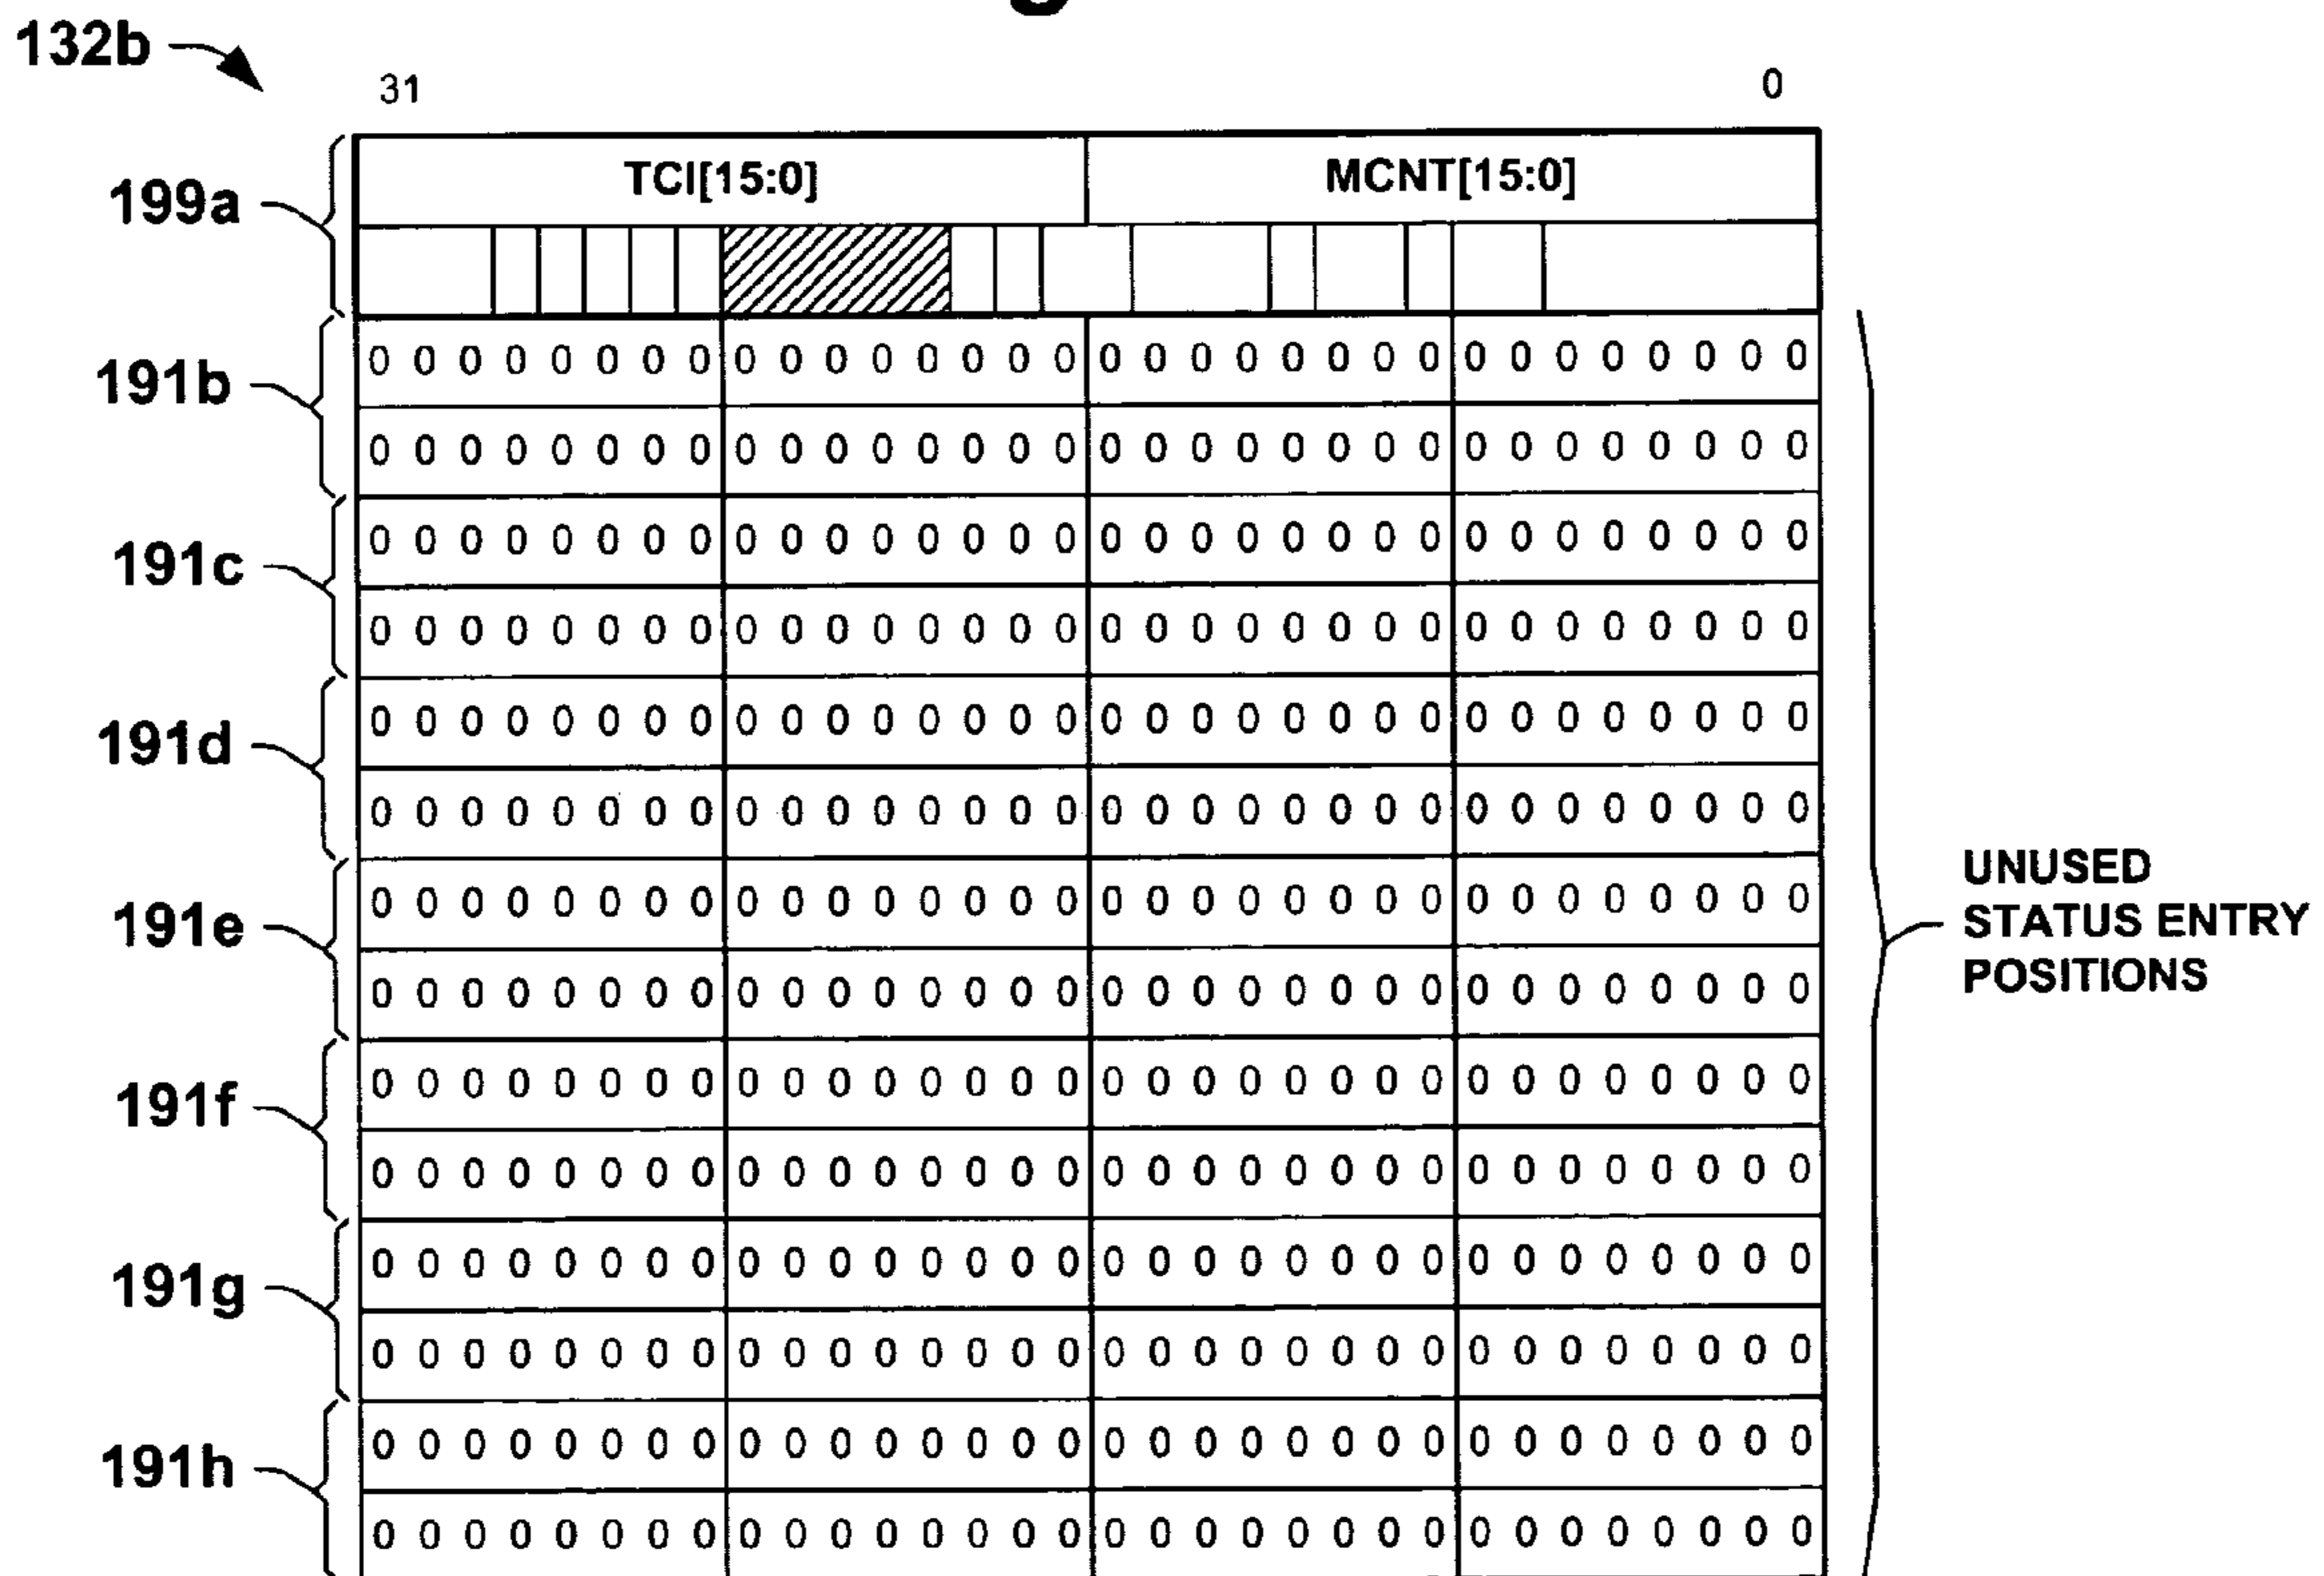 132b
31 0
199a TCI[15:0] MCNT[15:0]
191b 0 0 0 0 0 0 0 0 0 0 0 0 0 0 0 0 0 0 0 0 0 0 0 0 0 0 0 0 0 0 0 0
0 0 0 0 0 0 0 0 0 0 0 0 0 0 0 0 0 0 0 0 0 0 0 0 0 0 0 0 0 0 0 0
191c 0 0 0 0 0 0 0 0 0 0 0 0 0 0 0 0 0 0 0 0 0 0 0 0 0 0 0 0 0 0 0 0
0 0 0 0 0 0 0 0 0 0 0 0 0 0 0 0 0 0 0 0 0 0 0 0 0 0 0 0 0 0 0 0
191d 0 0 0 0 0 0 0 0 0 0 0 0 0 0 0 0 0 0 0 0 0 0 0 0 0 0 0 0 0 0 0 0
0 0 0 0 0 0 0 0 0 0 0 0 0 0 0 0 0 0 0 0 0 0 0 0 0 0 0 0 0 0 0 0
191e 0 0 0 0 0 0 0 0 0 0 0 0 0 0 0 0 0 0 0 0 0 0 0 0 0 0 0 0 0 0 0 0
0 0 0 0 0 0 0 0 0 0 0 0 0 0 0 0 0 0 0 0 0 0 0 0 0 0 0 0 0 0 0 0
191f 0 0 0 0 0 0 0 0 0 0 0 0 0 0 0 0 0 0 0 0 0 0 0 0 0 0 0 0 0 0 0 0
0 0 0 0 0 0 0 0 0 0 0 0 0 0 0 0 0 0 0 0 0 0 0 0 0 0 0 0 0 0 0 0
191g 0 0 0 0 0 0 0 0 0 0 0 0 0 0 0 0 0 0 0 0 0 0 0 0 0 0 0 0 0 0 0 0
0 0 0 0 0 0 0 0 0 0 0 0 0 0 0 0 0 0 0 0 0 0 0 0 0 0 0 0 0 0 0 0
191h 0 0 0 0 0 0 0 0 0 0 0 0 0 0 0 0 0 0 0 0 0 0 0 0 0 0 0 0 0 0 0 0
0 0 0 0 0 0 0 0 0 0 0 0 0 0 0 0 0 0 0 0 0 0 0 0 0 0 0 0 0 0 0 0
UNUSED
STATUS ENTRY
POSITIONS